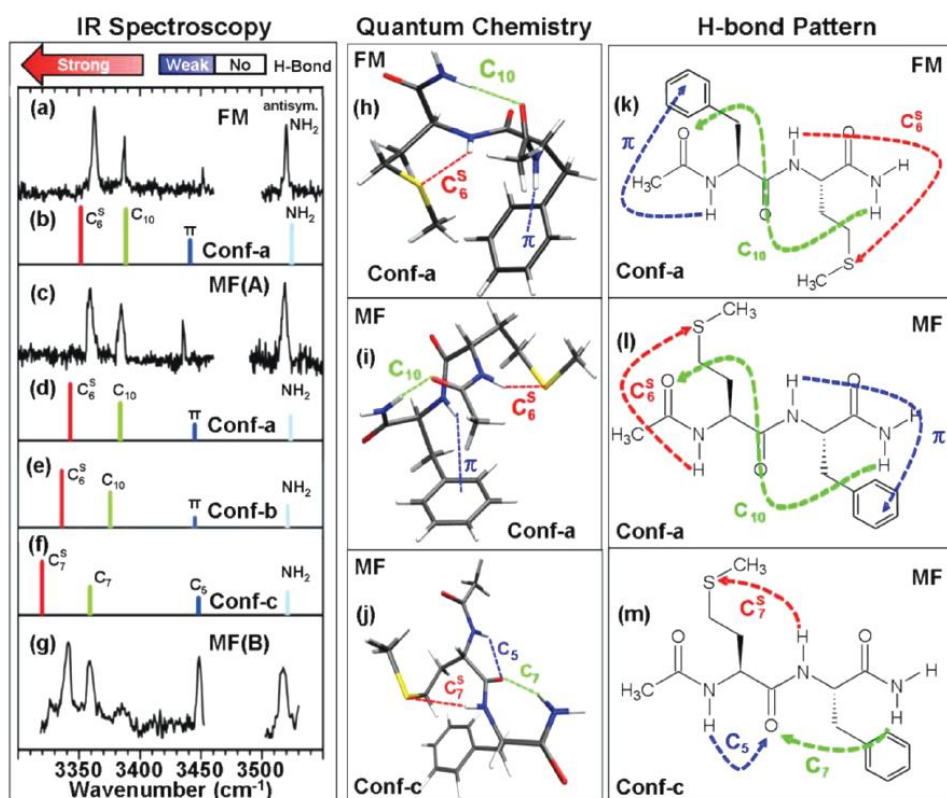 IR Spectroscopy
Strong
Weak
No
H-Bond
(a)
FM
antisym.
NH2
(b)
C6S
C10
π
NH2
Conf-a
(c)
MF(A)
(d)
C6S
C10
π
NH2
Conf-a
(e)
C6S
C10
π
NH2
Conf-b
(f)
C7S
C7
C5
NH2
Conf-c
(g)
MF(B)
3350 3400 3450 3500
Wavenumber (cm-1)
Quantum Chemistry
FM
(h)
C10
C6S
π
Conf-a
MF
(i)
C10
C6S
π
Conf-a
MF
(j)
C5
C7S
C7
Conf-c
H-bond Pattern
FM
(k)
C6S
π
O
H
N
O
H3C
N
H
O
N
H
H
C10
S
H3C
Conf-a
MF
(l)
CH3
S
C6S
O
H
N
O
H3C
N
H
O
N
H
H
π
C10
Conf-a
MF
(m)
CH3
S
C7S
H
O
N
O
H3C
N
H
O
N
H
H
C5
C7
Conf-c